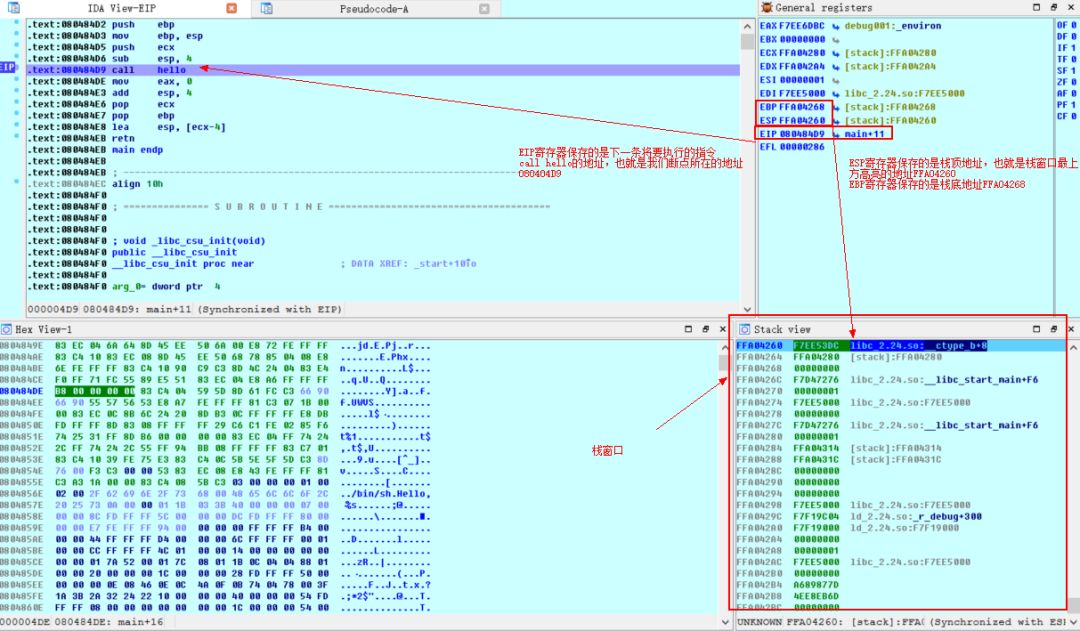 IDA View-EIP
Pseudocode-A
.text:080484D2 push ebp
.text:080484D3 mov ebp, esp
.text:080484D5 push ecx
.text:080484D6 sub esp, 4
EIP .text:080484D9 call hello
.text:080484DE mov eax, 0
.text:080484E3 add esp, 4
.text:080484E6 pop ecx
.text:080484E7 pop ebp
.text:080484E8 lea esp, [ecx-4]
.text:080484EB retn
.text:080484EB main endp
.text:080484EB
.text:080484EB ; ---------------------------------------------------------------------------
.text:080484EC align 10h
.text:080484F0
.text:080484F0 ; =============== S U B R O U T I N E =======================================
.text:080484F0
.text:080484F0
.text:080484F0 ; void _libc_csu_init(void)
.text:080484F0 public __libc_csu_init
.text:080484F0 __libc_csu_init proc near ; DATA XREF: _start+10↑o
.text:080484F0
.text:080484F0 arg_0= dword ptr 4
000004D9 080484D9: main+11 (Synchronized with EIP)
EIP寄存器保存的是下一条将要执行的指令
call hello的地址，也就是我们断点所在的地址
080484D9
General registers
EAX F7EE6DBC debug001:_environ
EBX 00000000
ECX FFA04280 [stack]:FFA04280
EDX FFA042A4 [stack]:FFA042A4
ESI 00000001
EDI F7EE5000 libc_2.24.so:F7EE5000
EBP FFA04268 [stack]:FFA04268
ESP FFA04260 [stack]:FFA04260
EIP 080484D9 main+11
EFL 00000286
OF 0
DF 0
IF 1
TF 0
SF 1
ZF 0
AF 0
PF 1
CF 0
ESP寄存器保存的是栈顶地址，也就是栈窗口最上
方高亮的地址FFA04260
EBP寄存器保存的是栈底地址FFA04268
Hex View-1
0804849E 83 EC 04 6A 64 8D 45 EE 50 6A 00 E8 72 FE FF FF ...jd.E.Pj..r...
080484AE 83 C4 10 83 EC 08 8D 45 EE 50 68 78 85 04 08 E8 .......E.Phx....
080484BE 6E FE FF FF 83 C4 10 90 C9 C3 8D 4C 24 04 83 E4
080484CE F0 FF 71 FC 55 89 E5 51 83 EC 04 E8 A6 FF FF FF ..q.U..Q........
080484DE B8 00 00 00 00 83 C4 04 59 5D 8D 61 FC C3 66 90
080484EE 66 90 55 57 56 53 E8 A7 FE FF FF 81 C3 07 1B 00 f.UWVS..........
080484FE 00 83 EC 0C 8B 6C 24 20 8D B3 0C FF FF FF E8 DB
0804850E FD FF FF 8D 83 08 FF FF FF 29 C6 C1 FE 02 85 F6
0804851E 74 25 31 FF 8D B6 00 00 00 00 83 EC 04 FF 74 24 t%1...........t$
0804852E 2C FF 74 24 2C 55 FF 94 BB 08 FF FF FF 83 C7 01
0804853E 83 C4 10 39 FE 75 E3 83 C4 0C 5B 5E 5F 5D C3 8D
0804854E 76 00 F3 C3 00 00 53 83 EC 08 E8 43 FE FF FF 81
0804855E C3 A3 1A 00 00 83 C4 08 5B C3 03 00 00 00 01 00
0804856E 02 00 2F 62 69 6E 2F 73 68 00 48 65 6C 6C 6F 2C ../bin/sh.Hello,
0804857E 20 25 73 0A 00 00 01 1B 03 3B 40 00 00 00 07 00
0804858E 00 00 8C FD FF FF 5C 00 00 00 DC FD FF FF 80 00
0804859E 00 00 E7 FE FF FF 94 00 00 00 00 FF FF FF B4 00
080485AE 00 00 44 FF FF FF D4 00 00 00 6C FF FF FF 00 01
080485BE 00 00 CC FF FF FF 4C 01 00 00 14 00 00 00 00 00
080485CE 00 00 01 7A 52 00 01 7C 08 01 1B 0C 04 04 88 01
080485DE 00 00 20 00 00 00 1C 00 00 00 28 FD FF FF 50 00
080485EE 00 00 00 0E 08 46 0E 0C 4A 0F 0B 74 04 78 00 3F
080485FE 1A 3B 2A 32 24 22 10 00 00 00 40 00 00 00 54 FD
0804860E FF FF 08 00 00 00 00 00 00 00 1C 00 00 00 54 00
000004DE 080484DE: main+16
栈窗口
Stack view
FFA04260 F7EE53DC libc_2.24.so:__ctype_b+8
FFA04264 FFA04280 [stack]:FFA04280
FFA04268 00000000
FFA0426C F7D47276 libc_2.24.so:__libc_start_main+F6
FFA04270 00000001
FFA04274 F7EE5000 libc_2.24.so:F7EE5000
FFA04278 00000000
FFA0427C F7D47276 libc_2.24.so:__libc_start_main+F6
FFA04280 00000001
FFA04284 FFA04314 [stack]:FFA04314
FFA04288 FFA0431C [stack]:FFA0431C
FFA0428C 00000000
FFA04290 00000000
FFA04294 00000000
FFA04298 F7EE5000 libc_2.24.so:F7EE5000
FFA0429C F7F19C04 ld_2.24.so:_r_debug+300
FFA042A0 F7F19000 ld_2.24.so:F7F19000
FFA042A4 00000000
FFA042A8 00000001
FFA042AC F7EE5000 libc_2.24.so:F7EE5000
FFA042B0 00000000
FFA042B4 A689877D
FFA042B8 4EE8EB6D
FFA042BC 00000000
UNKNOWN FFA04260: [stack]:FFA( (Synchronized with ESP